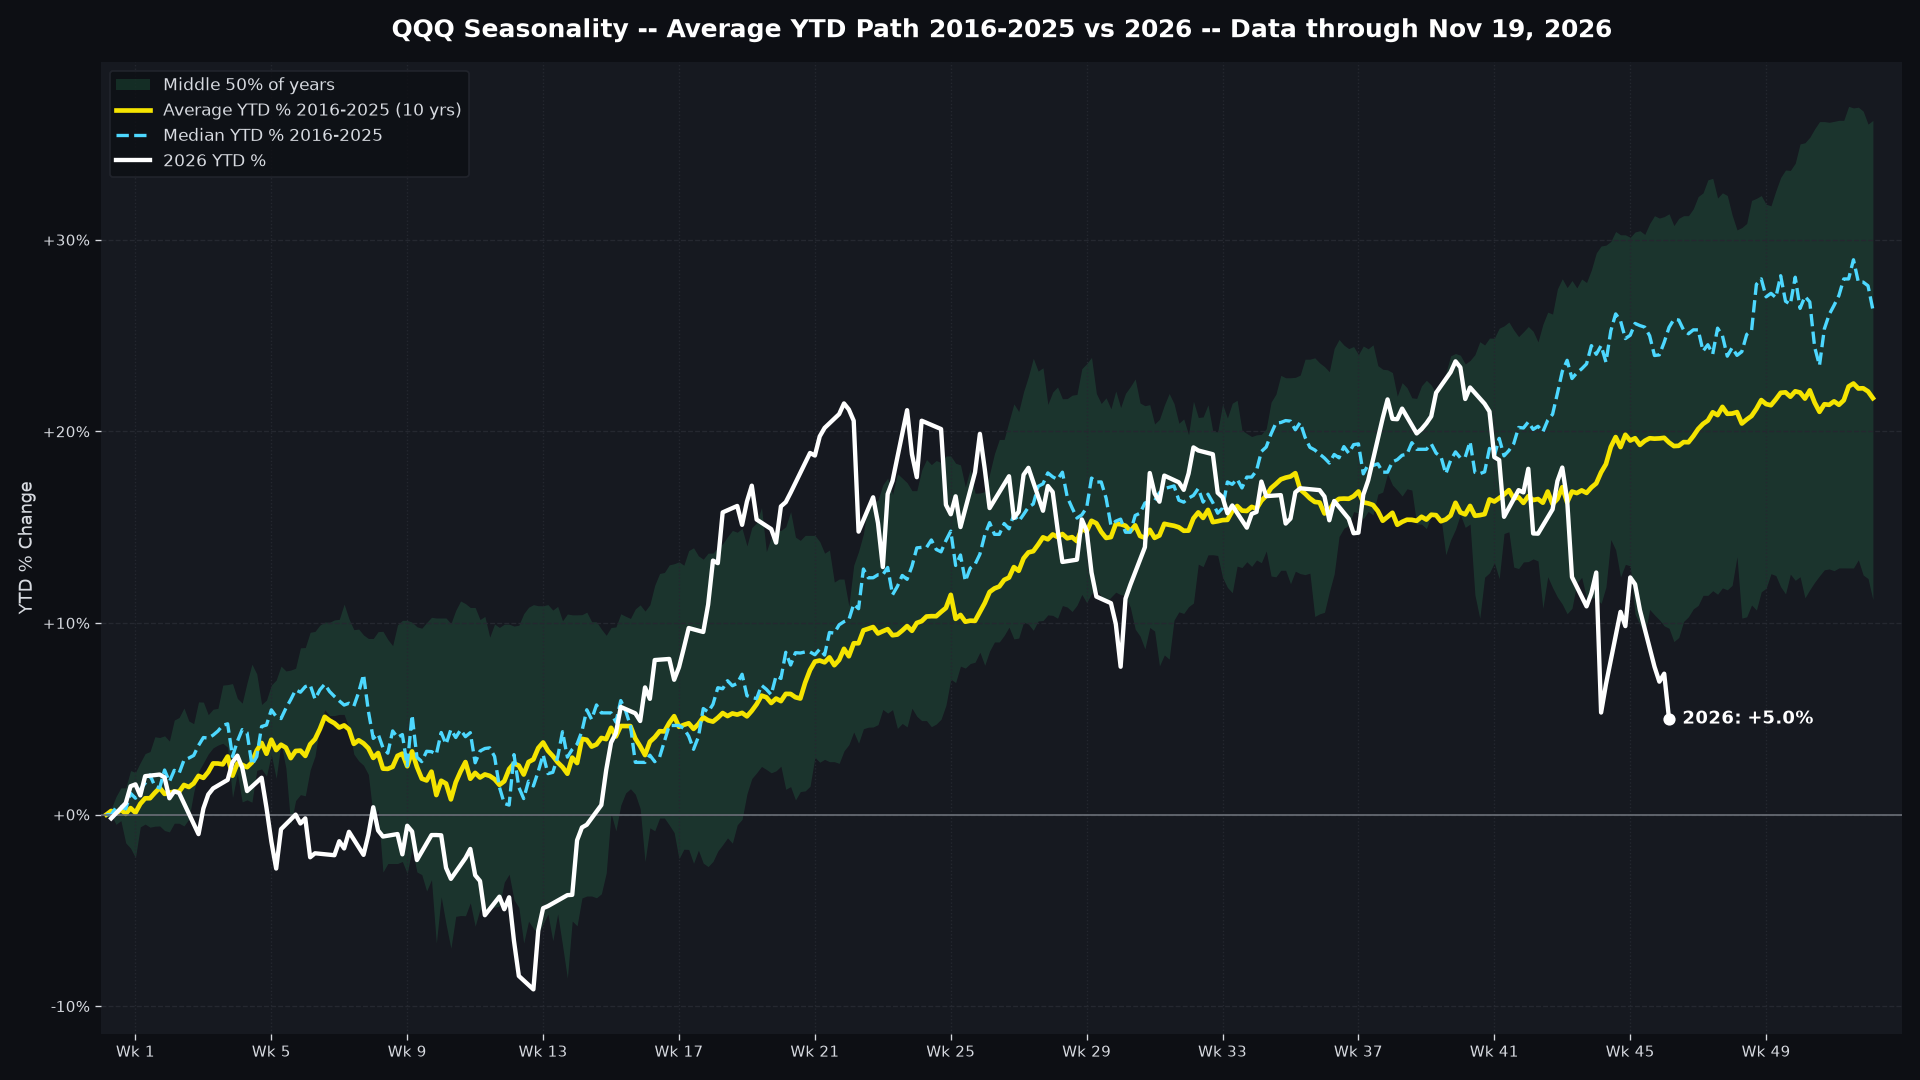 QQQ Seasonality -- Average YTD Path 2016-2025 vs 2026 -- Data through Nov 19, 2026
Middle 50% of years
Average YTD % 2016-2025 (10 yrs)
Median YTD % 2016-2025
2026 YTD %
YTD % Change
+30%
+20%
+10%
+0%
-10%
2026: +5.0%
Wk 1 Wk 5 Wk 9 Wk 13 Wk 17 Wk 21 Wk 25 Wk 29 Wk 33 Wk 37 Wk 41 Wk 45 Wk 49